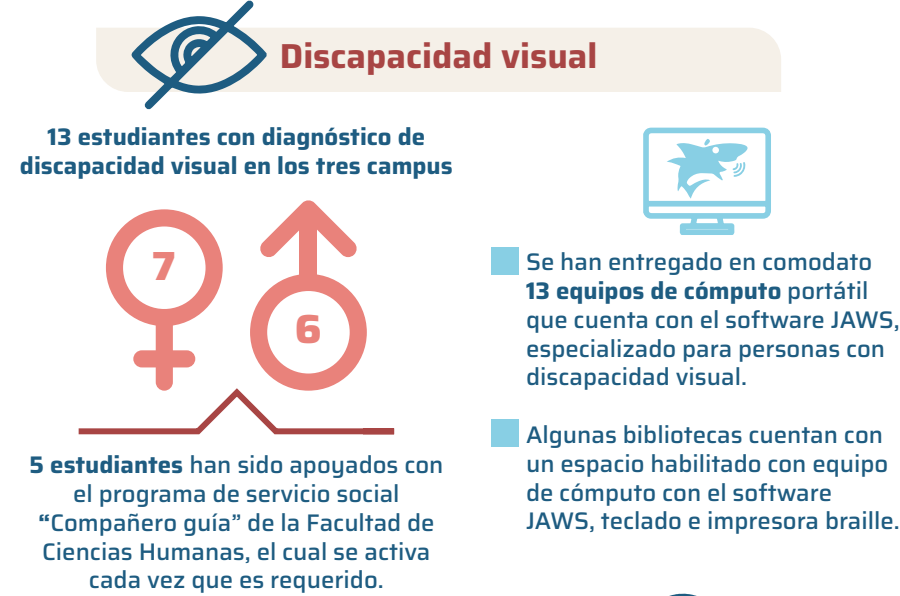 Discapacidad visual
13 estudiantes con diagnóstico de
discapacidad visual en los tres campus
7
6
5 estudiantes han sido apoyados con
el programa de servicio social
“Compañero guía” de la Facultad de
Ciencias Humanas, el cual se activa
cada vez que es requerido.
Se han entregado en comodato
13 equipos de cómputo portátil
que cuenta con el software JAWS,
especializado para personas con
discapacidad visual.
Algunas bibliotecas cuentan con
un espacio habilitado con equipo
de cómputo con el software
JAWS, teclado e impresora braille.